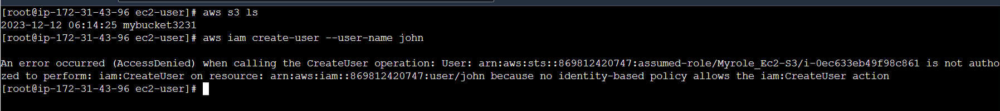 [root@ip-172-31-43-96 ec2-user]# aws s3 ls
2023-12-12 06:14:25 mybucket3231
[root@ip-172-31-43-96 ec2-user]# aws iam create-user --user-name john
An error occurred (AccessDenied) when calling the CreateUser operation: User: arn:aws:sts::869812420747:assumed-role/Myrole_Ec2-S3/i-0ec633eb49f98c861 is not autho
zed to perform: iam:CreateUser on resource: arn:aws:iam::869812420747:user/john because no identity-based policy allows the iam:CreateUser action
[root@ip-172-31-43-96 ec2-user]#